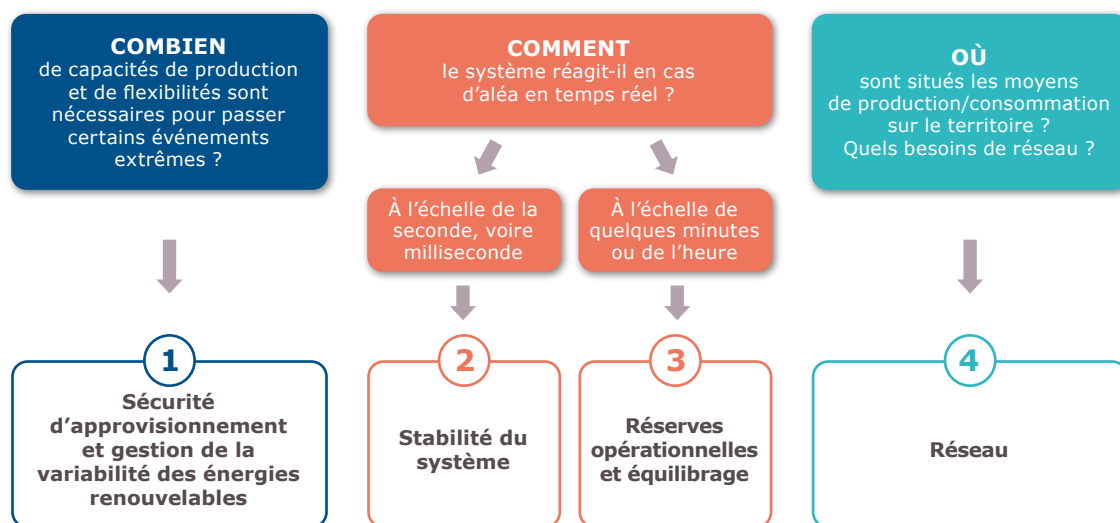 COMBIEN
de capacités de production
et de flexibilités sont
nécessaires pour passer
certains événements
extrêmes ?
COMMENT
le système réagit-il en cas
d’aléa en temps réel ?
OÙ
sont situés les moyens
de production/consommation
sur le territoire ?
Quels besoins de réseau ?
À l’échelle de la
seconde, voire
milliseconde
À l’échelle de
quelques minutes
ou de l’heure
1
Sécurité
d’approvisionnement
et gestion de la
variabilité des énergies
renouvelables
2
Stabilité du
système
3
Réserves
opérationnelles
et équilibrage
4
Réseau